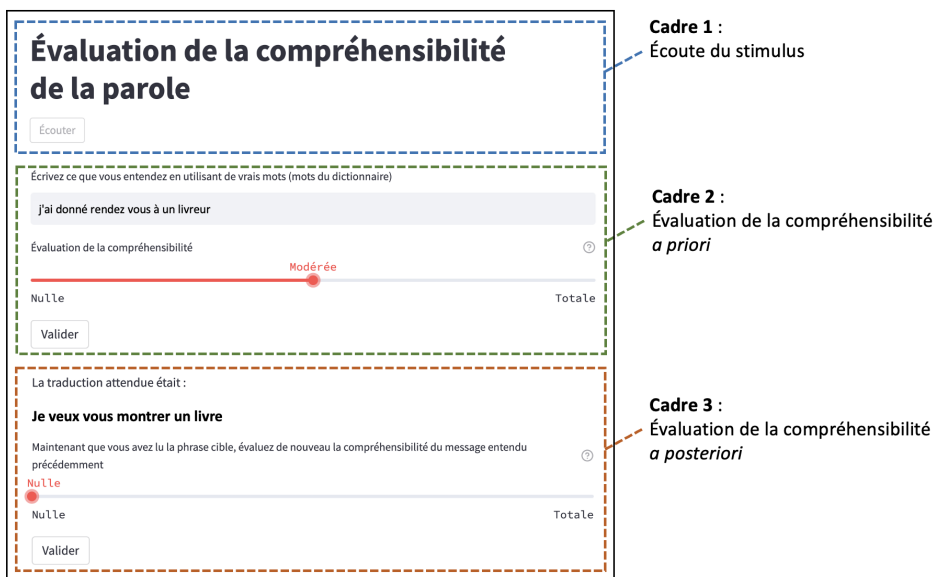 Évaluation de la compréhensibilité
de la parole
Écouter
Cadre 1 :
Écoute du stimulus
Écrivez ce que vous entendez en utilisant de vrais mots (mots du dictionnaire)
j'ai donné rendez vous à un livreur
Évaluation de la compréhensibilité
?
Modérée
Nulle
Totale
Valider
Cadre 2 :
Évaluation de la compréhensibilité
a priori
La traduction attendue était :
Je veux vous montrer un livre
Maintenant que vous avez lu la phrase cible, évaluez de nouveau la compréhensibilité du message entendu
précédemment
?
Nulle
Nulle
Totale
Valider
Cadre 3 :
Évaluation de la compréhensibilité
a posteriori